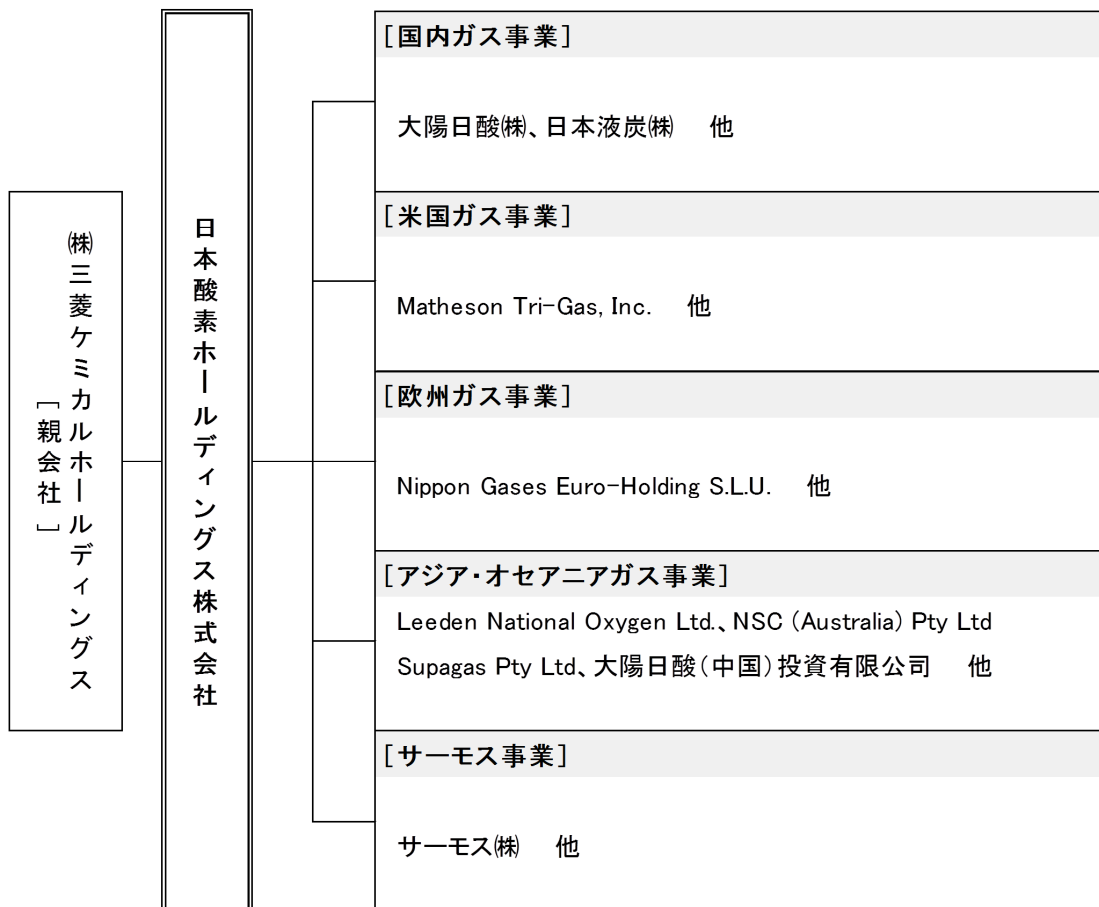 ㈱三菱ケミカルホールディングス
［親会社］
日本酸素ホールディングス株式会社
［国内ガス事業］
大陽日酸㈱、日本液炭㈱　他
［米国ガス事業］
Matheson Tri-Gas, Inc.　他
［欧州ガス事業］
Nippon Gases Euro-Holding S.L.U.　他
［アジア・オセアニアガス事業］
Leeden National Oxygen Ltd.、NSC（Australia）Pty Ltd
Supagas Pty Ltd、大陽日酸（中国）投資有限公司　他
［サーモス事業］
サーモス㈱　他